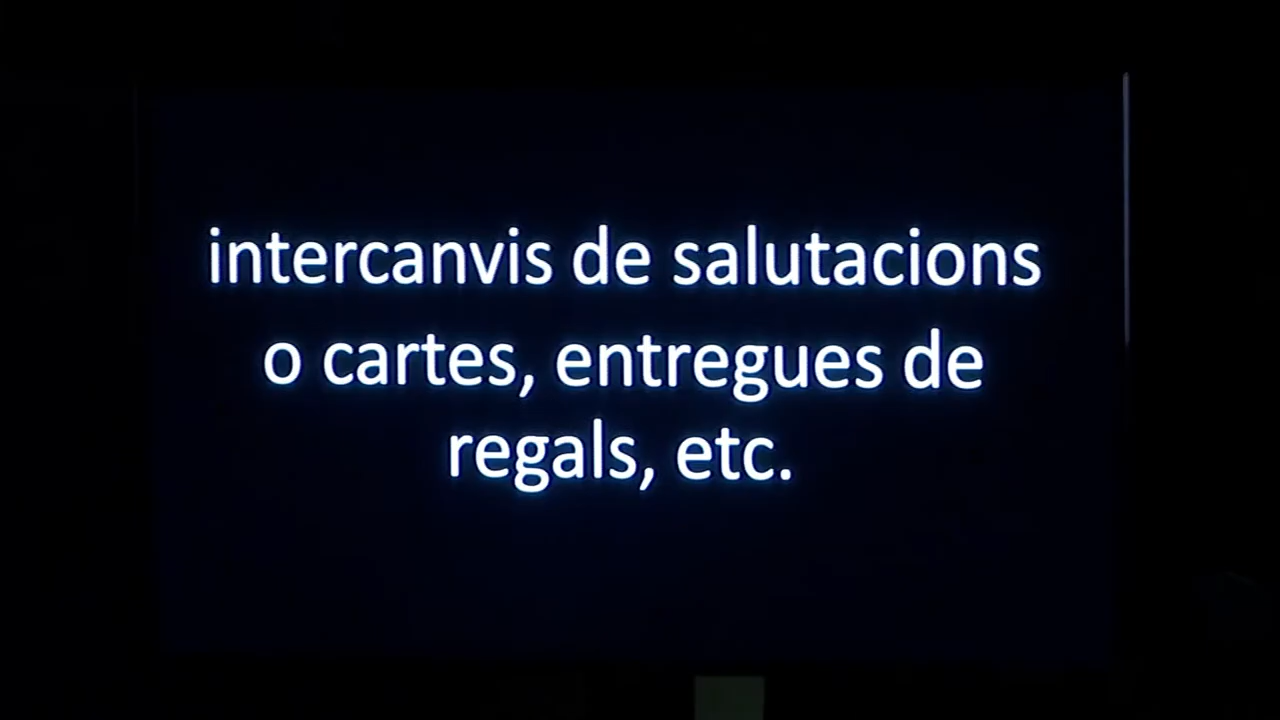 intercanvis de salutacions
o cartes, entregues de
regals, etc.